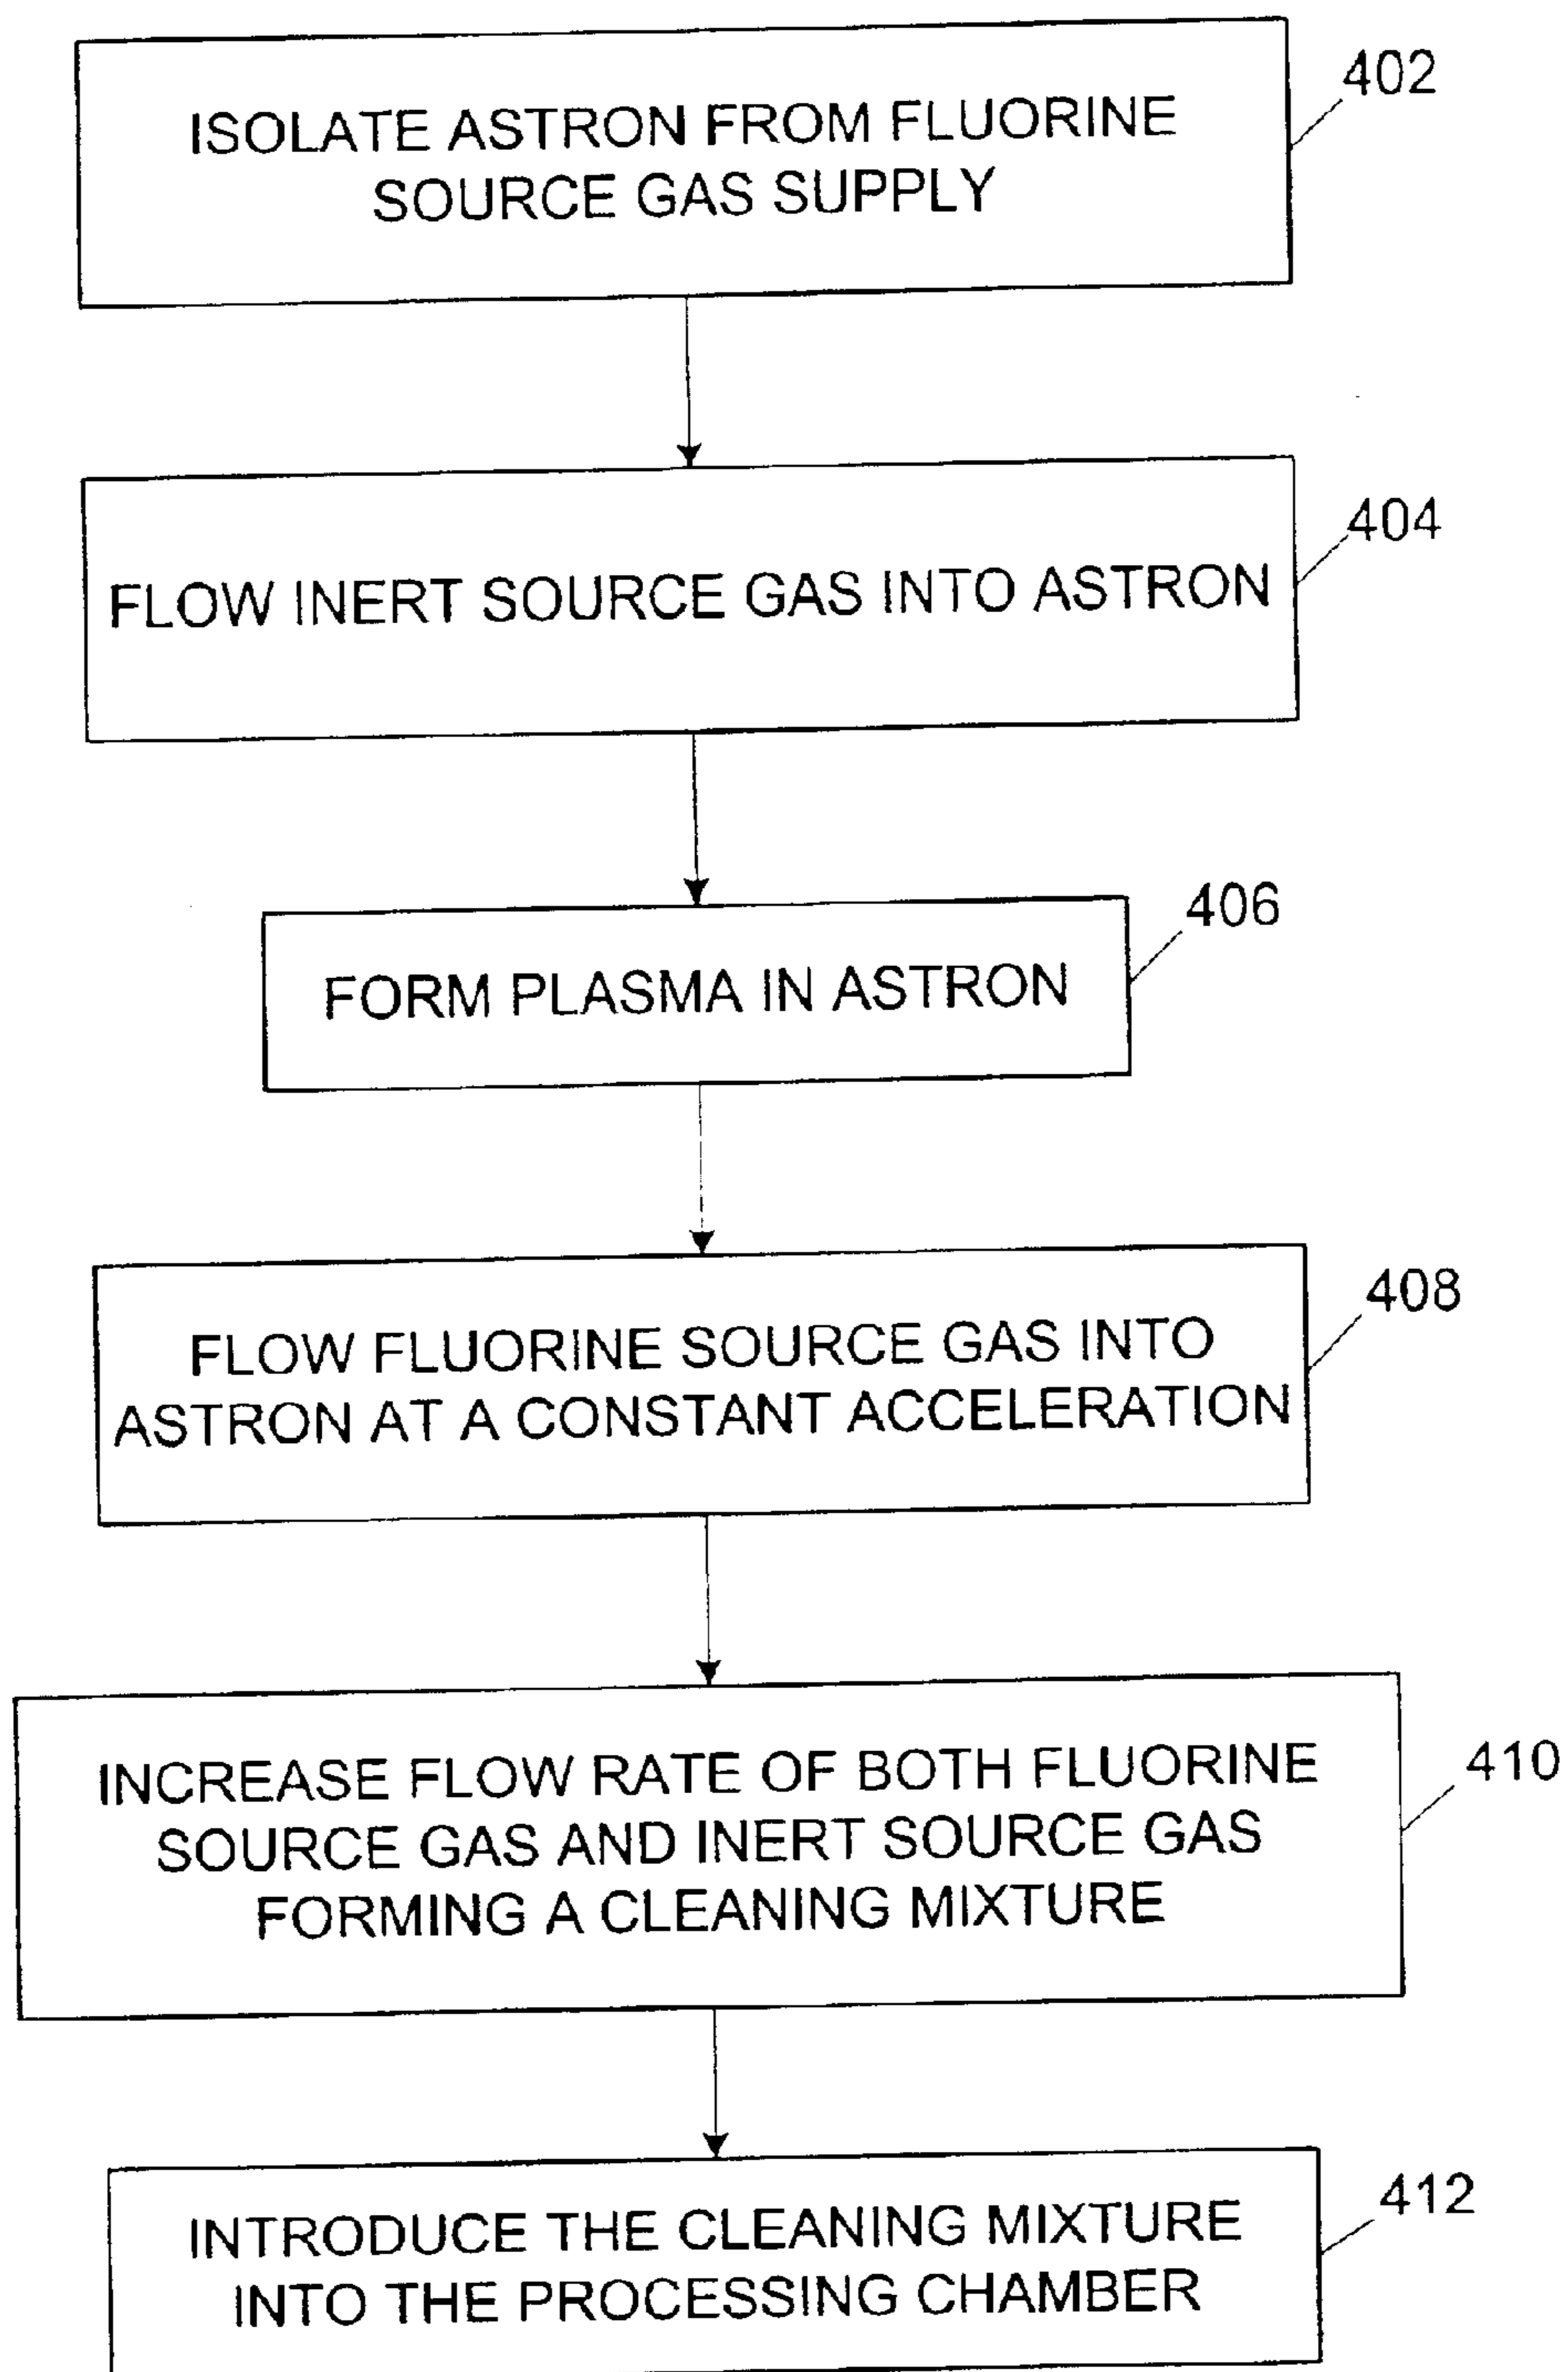 ISOLATE ASTRON FROM FLUORINE
SOURCE GAS SUPPLY
402
FLOW INERT SOURCE GAS INTO ASTRON
404
FORM PLASMA IN ASTRON
406
FLOW FLUORINE SOURCE GAS INTO
ASTRON AT A CONSTANT ACCELERATION
408
INCREASE FLOW RATE OF BOTH FLUORINE
SOURCE GAS AND INERT SOURCE GAS
FORMING A CLEANING MIXTURE
410
INTRODUCE THE CLEANING MIXTURE
INTO THE PROCESSING CHAMBER
412